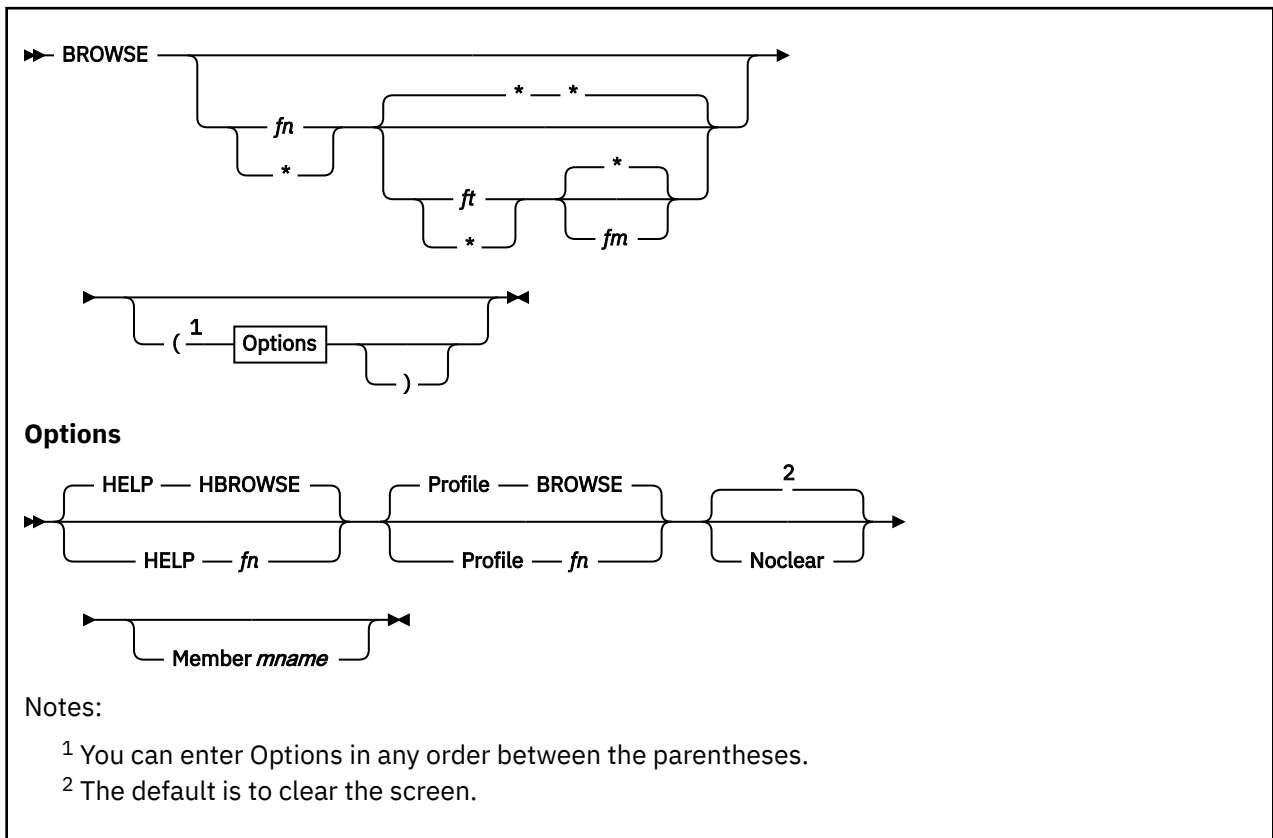 BROWSE
* *
fn
*
*
ft
*
fm
( 1 Options
)
Options
HELP HBROWSE Profile BROWSE 2
HELP fn Profile fn Noclear
Member mname
Notes:
1 You can enter Options in any order between the parentheses.
2 The default is to clear the screen.